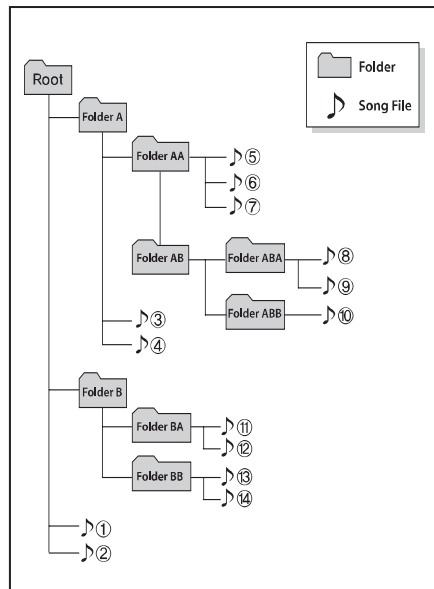 Root
Folder
Song File
Folder A
Folder AA
⑤
⑥
⑦
Folder AB
Folder ABA
⑧
⑨
Folder ABB
⑩
③
④
Folder B
Folder BA
⑪
⑫
Folder BB
⑬
⑭
①
②